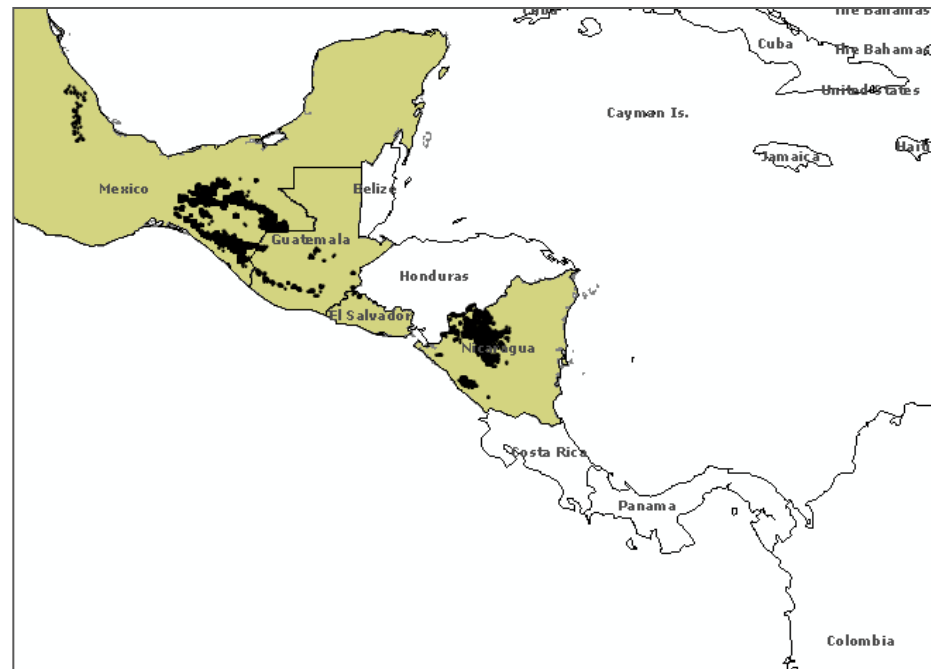 Cuba
The Bahamas
Cuba
The Bahamas
United States
Cayman Is.
Jamaica
Haiti
Mexico
Belize
Guatemala
Honduras
El Salvador
Nicaragua
Costa Rica
Panama
Colombia